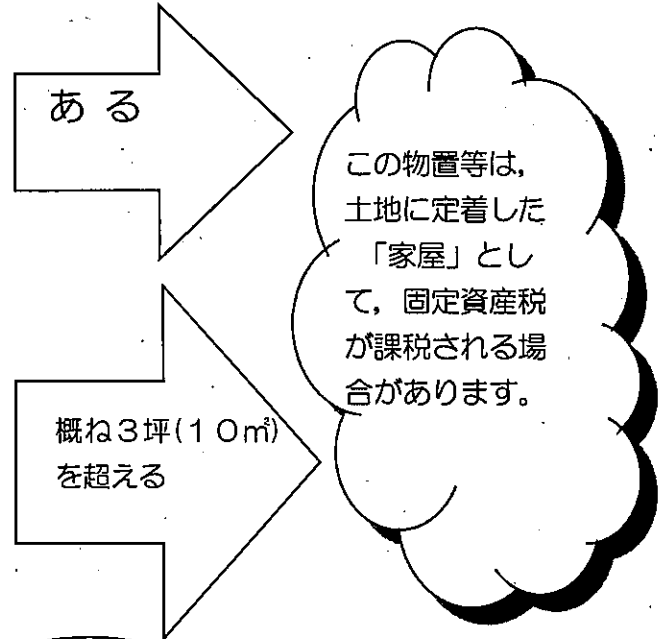 ある
この物置等は，
土地に定着した
「家屋」とし
て，固定資産税
が課税される場
合があります。
概ね３坪(１０㎡)
を超える